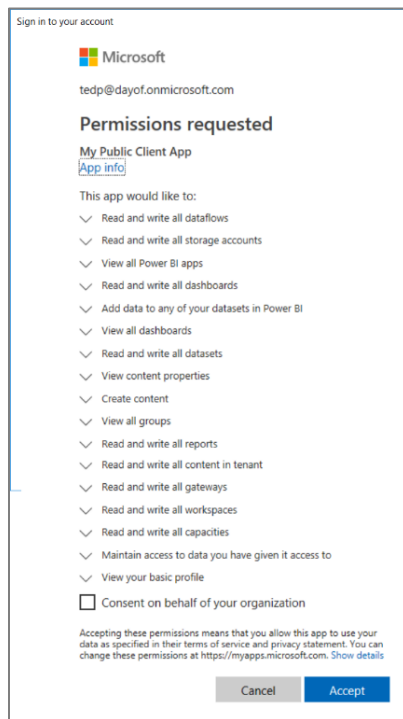 Sign in to your account
Microsoft
tedp@dayof.onmicrosoft.com
Permissions requested
My Public Client App
App info
This app would like to:
Read and write all dataflows
Read and write all storage accounts
View all Power BI apps
Read and write all dashboards
Add data to any of your datasets in Power BI
View all dashboards
Read and write all datasets
View content properties
Create content
View all groups
Read and write all reports
Read and write all content in tenant
Read and write all gateways
Read and write all workspaces
Read and write all capacities
Maintain access to data you have given it access to
View your basic profile
Consent on behalf of your organization
Accepting these permissions means that you allow this app to use your
data as specified in their terms of service and privacy statement. You can
change these permissions at https://myapps.microsoft.com. Show details
Cancel Accept